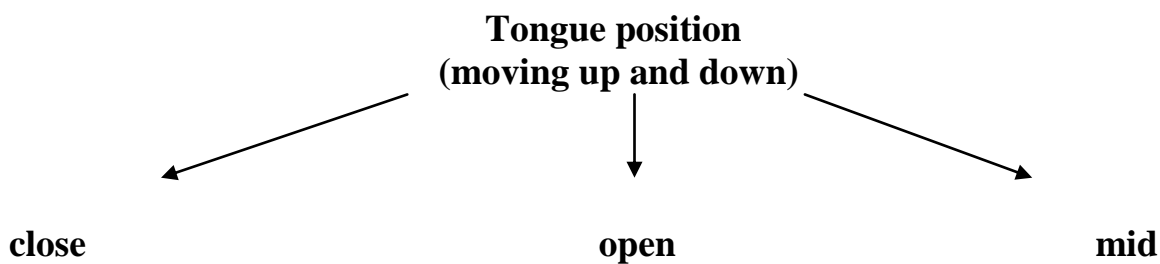 Tongue position
(moving up and down)
close open mid